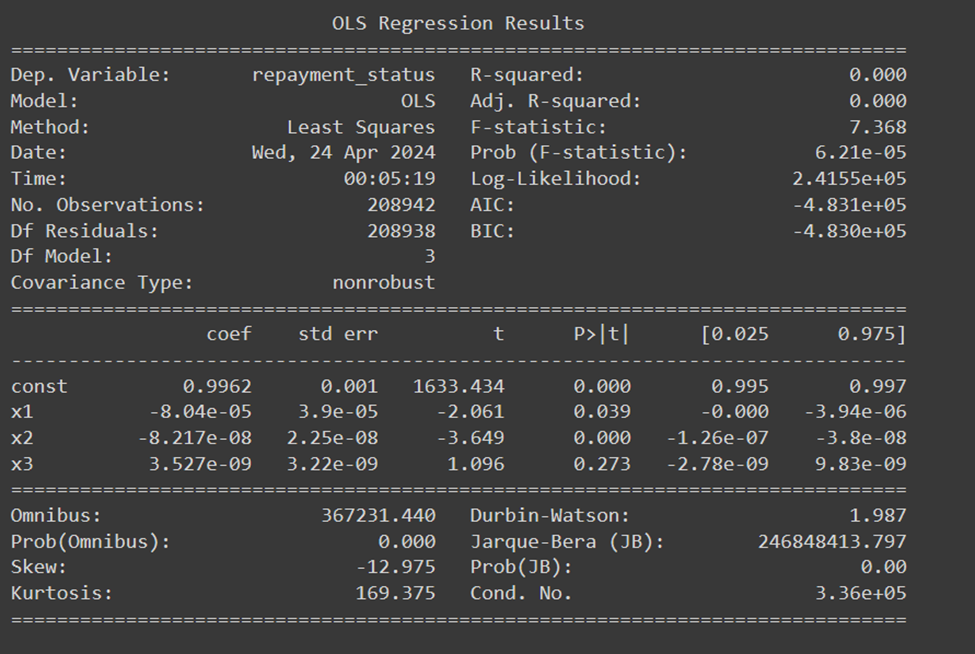 OLS Regression Results
==============================================================================
Dep. Variable: repayment_status R-squared: 0.000
Model: OLS Adj. R-squared: 0.000
Method: Least Squares F-statistic: 7.368
Date: Wed, 24 Apr 2024 Prob (F-statistic): 6.21e-05
Time: 00:05:19 Log-Likelihood: 2.4155e+05
No. Observations: 208942 AIC: -4.831e+05
Df Residuals: 208938 BIC: -4.830e+05
Df Model: 3
Covariance Type: nonrobust
==============================================================================
coef std err t P>|t| [0.025 0.975]
------------------------------------------------------------------------------
const 0.9962 0.001 1633.434 0.000 0.995 0.997
x1 -8.04e-05 3.9e-05 -2.061 0.039 -0.000 -3.94e-06
x2 -8.217e-08 2.25e-08 -3.649 0.000 -1.26e-07 -3.8e-08
x3 3.527e-09 3.22e-09 1.096 0.273 -2.78e-09 9.83e-09
==============================================================================
Omnibus: 367231.440 Durbin-Watson: 1.987
Prob(Omnibus): 0.000 Jarque-Bera (JB): 246848413.797
Skew: -12.975 Prob(JB): 0.00
Kurtosis: 169.375 Cond. No. 3.36e+05
==============================================================================